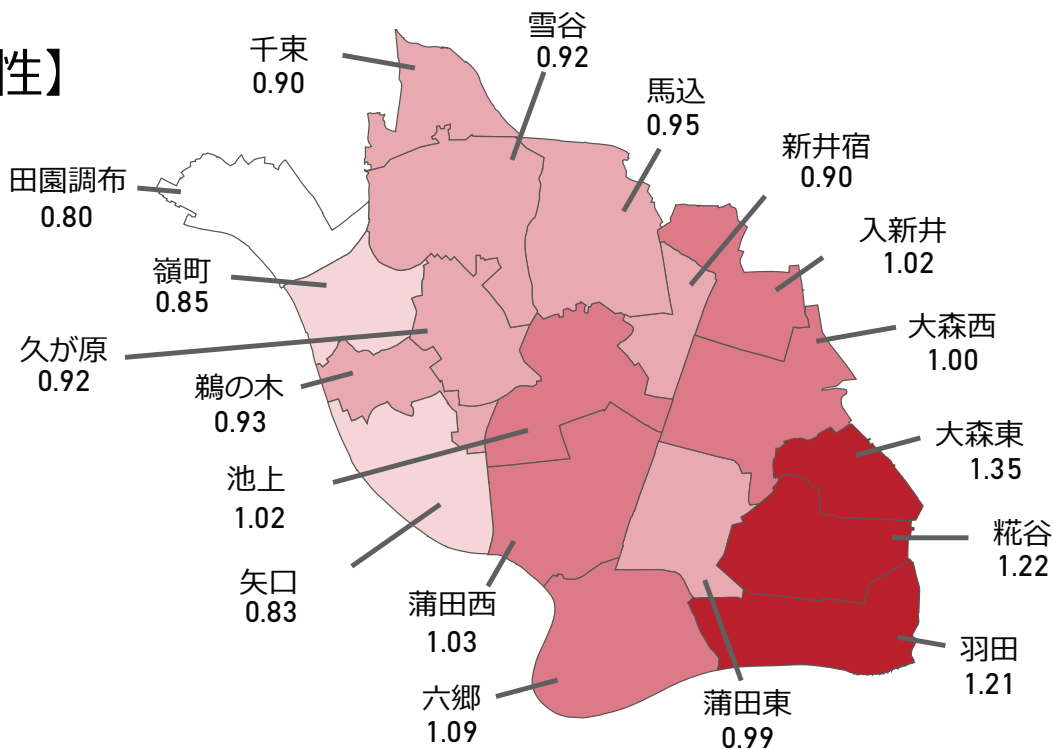 性】
千束
0.90
雪谷
0.92
馬込
0.95
新井宿
0.90
田園調布
0.80
入新井
1.02
嶺町
0.85
大森西
1.00
久が原
0.92
鵜の木
0.93
大森東
1.35
池上
1.02
糀谷
1.22
矢口
0.83
蒲田西
1.03
羽田
1.21
六郷
1.09
蒲田東
0.99